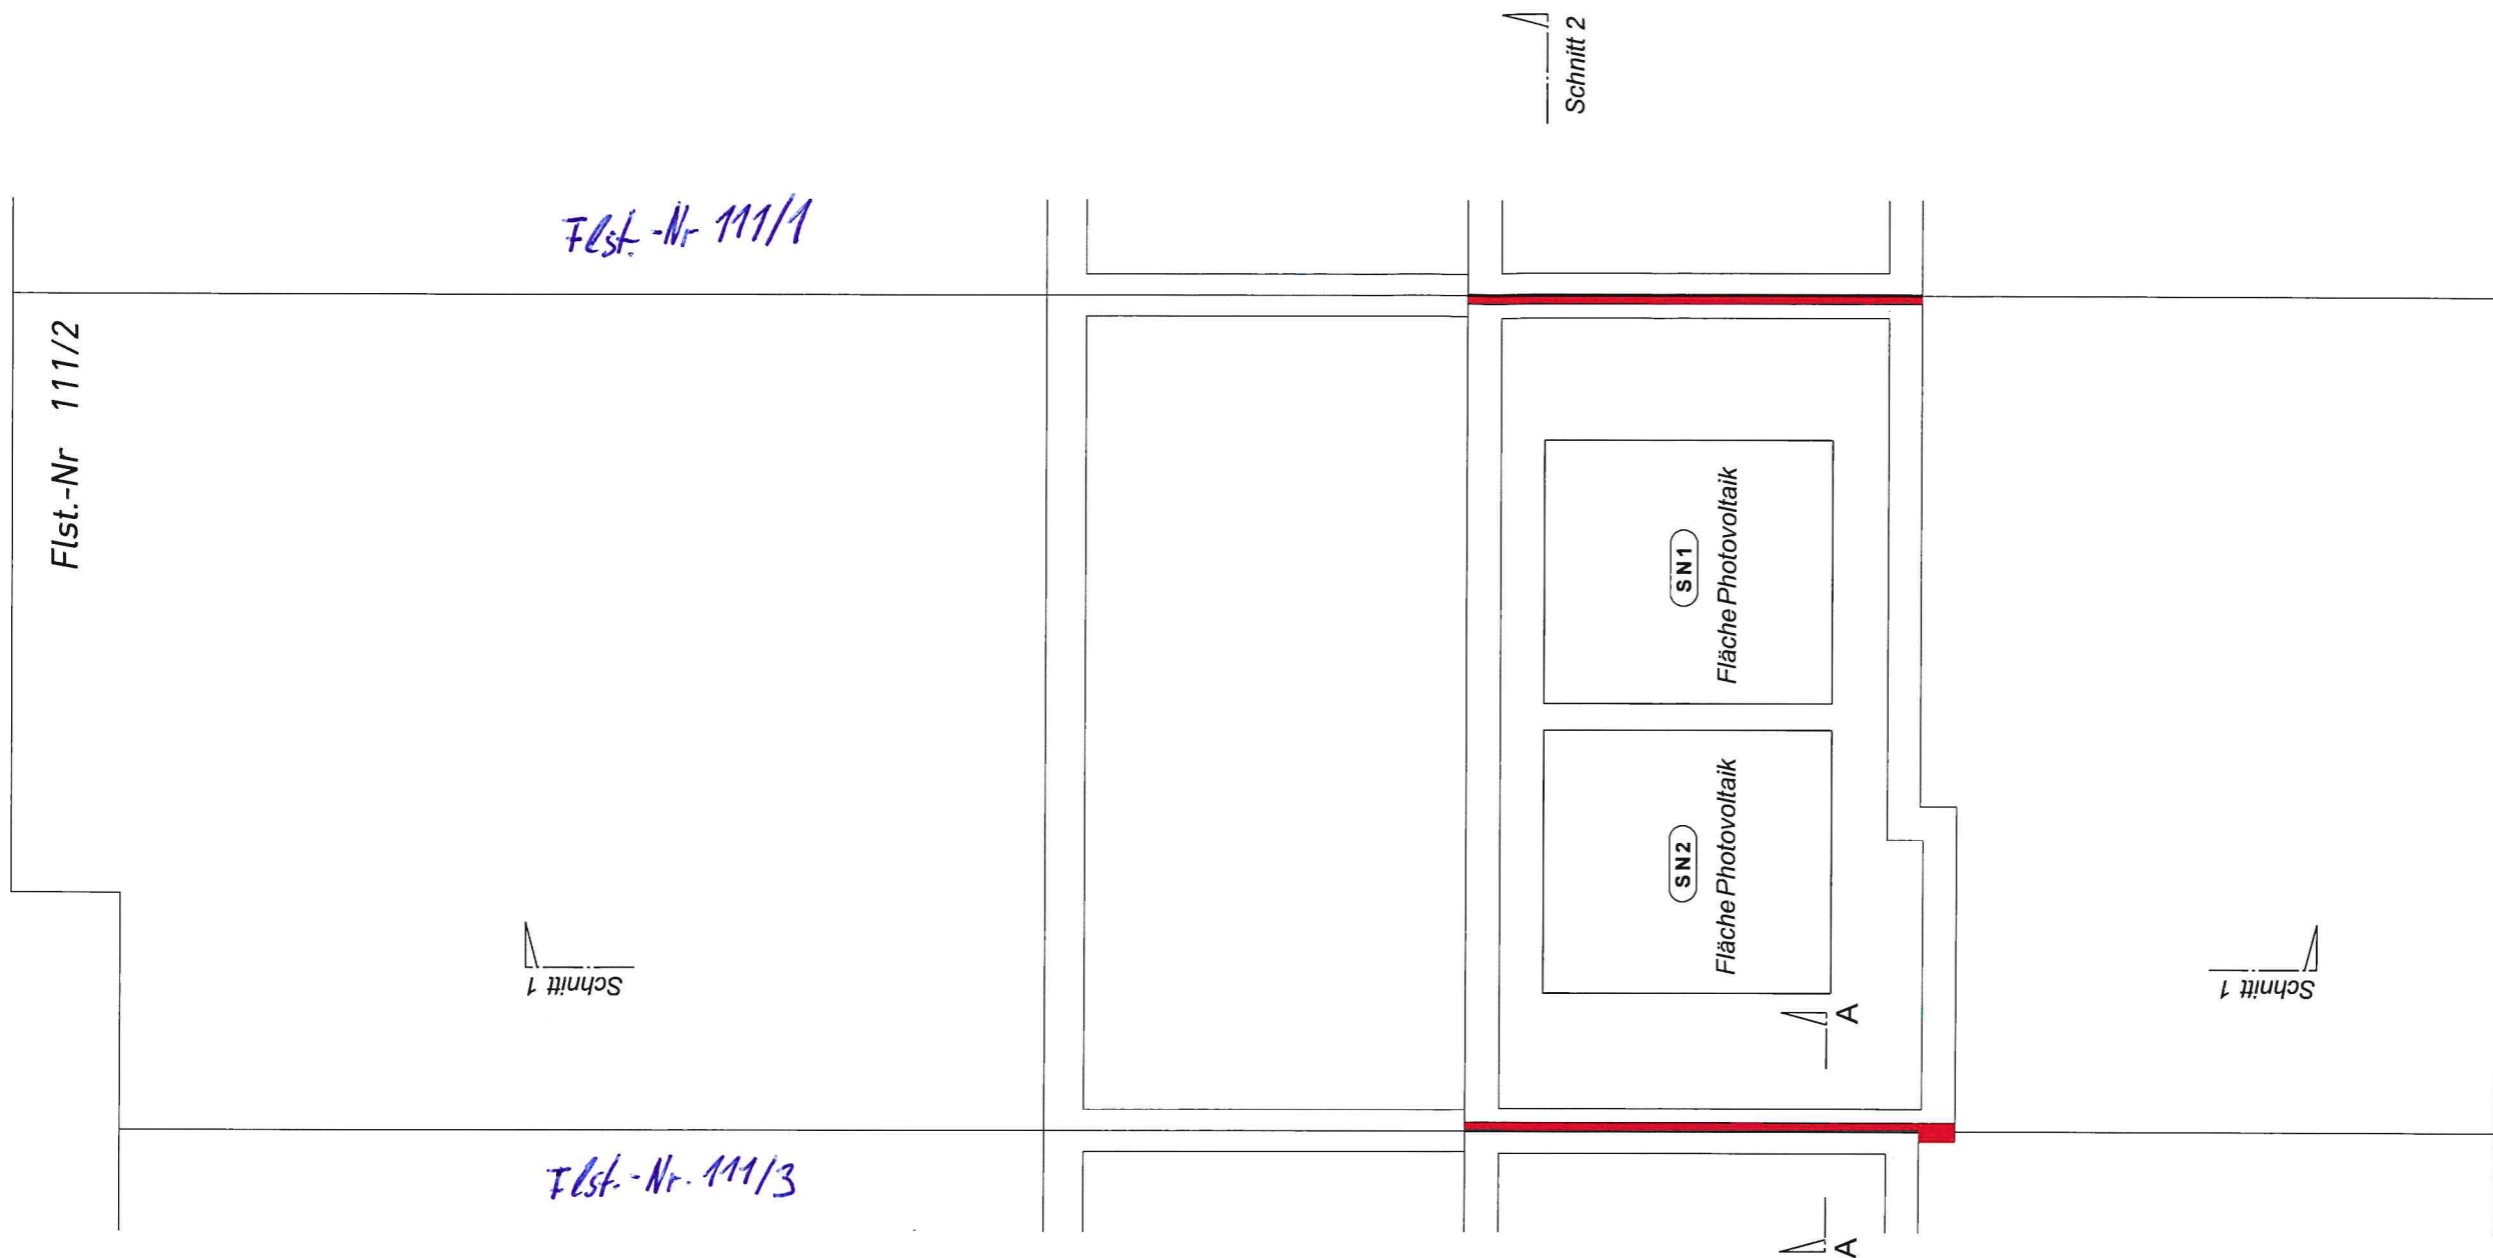 Schnitt 2
Flst.-Nr 111/1
Flst.-Nr 111/2
SN1
Fläche Photovoltaik
SN2
Fläche Photovoltaik
Schnitt 1
Schnitt 1
A
Flst.-Nr. 111/3
A